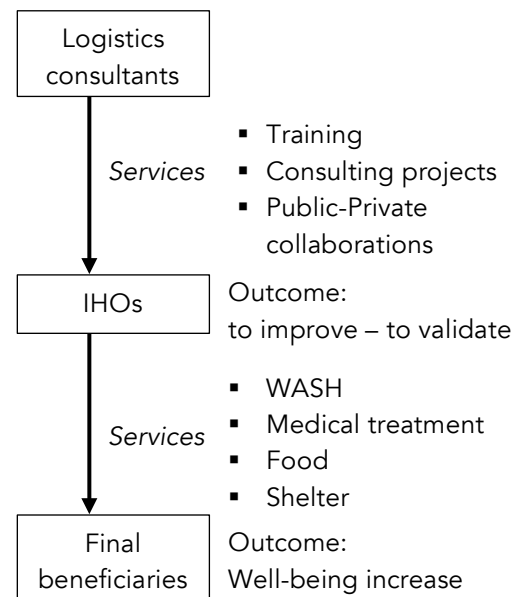 Logistics
consultants
Services
▪ Training
▪ Consulting projects
▪ Public-Private
collaborations
IHOs
Outcome:
to improve – to validate
Services
▪ WASH
▪ Medical treatment
▪ Food
▪ Shelter
Final
beneficiaries
Outcome:
Well-being increase